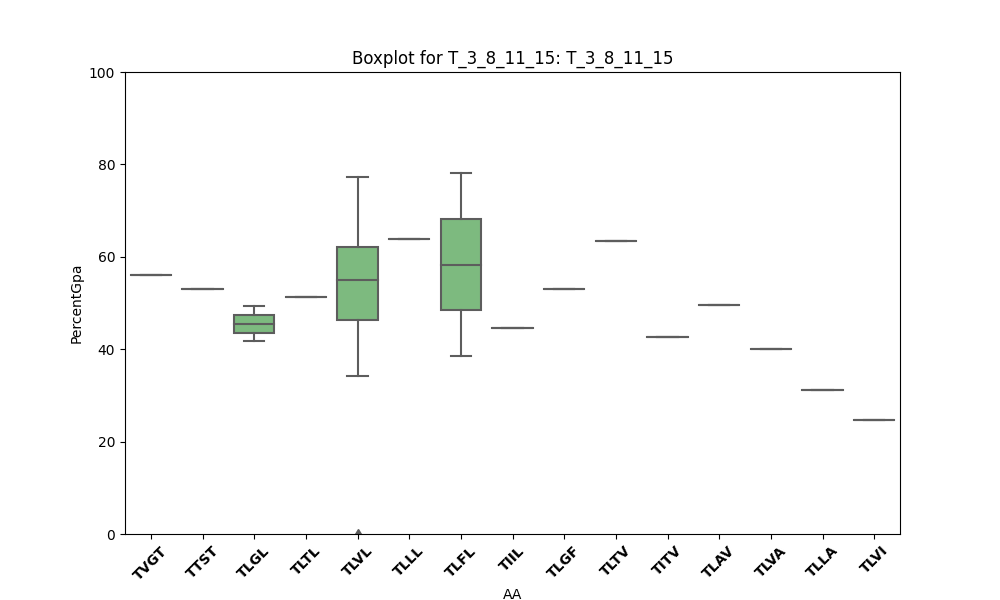 Boxplot for T_3_8_11_15: T_3_8_11_15
100
80
60
40
20
0
PercentGpa
TVGT
TTST
TLGL
TLTL
TLVL
TLLL
TLFL
TIIL
TLGF
TLTV
TITV
TLAV
TLVA
TLLA
TLVI
AA